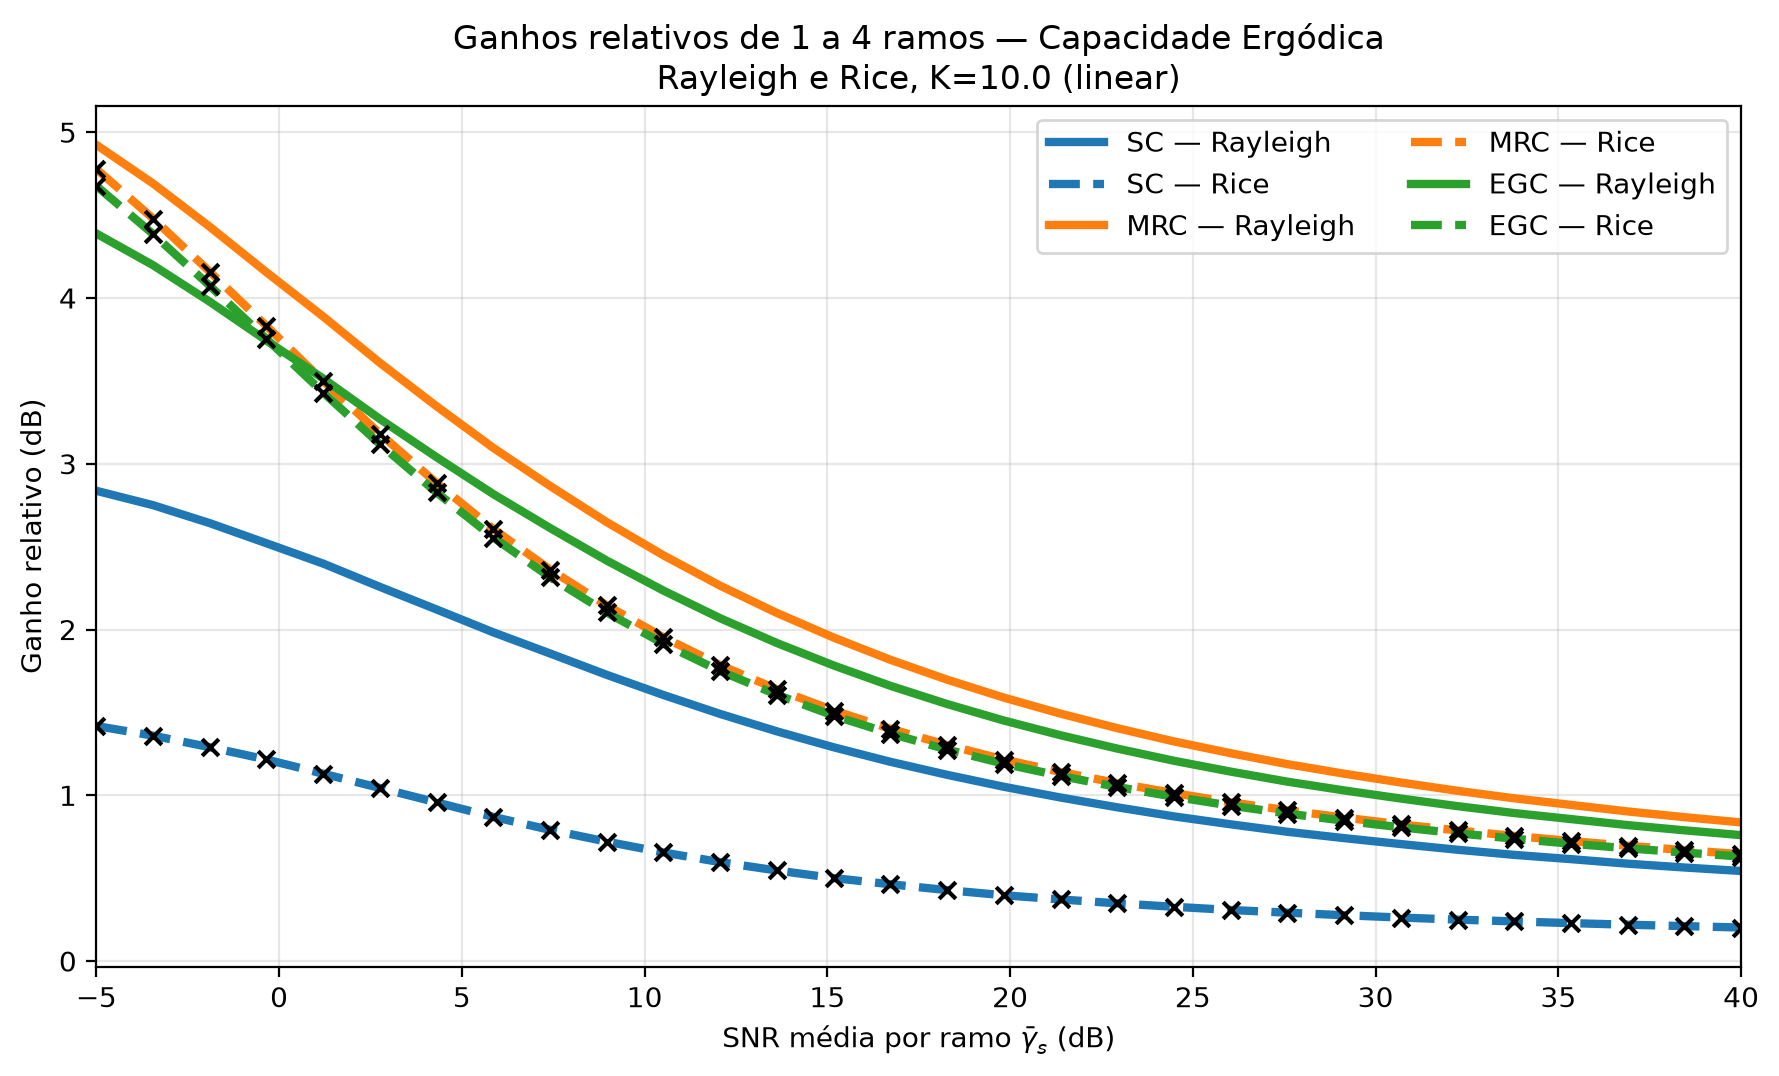 Ganhos relativos de 1 a 4 ramos — Capacidade Ergódica
Rayleigh e Rice, K=10.0 (linear)
Ganho relativo (dB)
5
4
3
2
1
0
SC — Rayleigh
SC — Rice
MRC — Rayleigh
MRC — Rice
EGC — Rayleigh
EGC — Rice
−5
0
5
10
15
20
25
30
35
40
SNR média por ramo γ̄ₛ (dB)